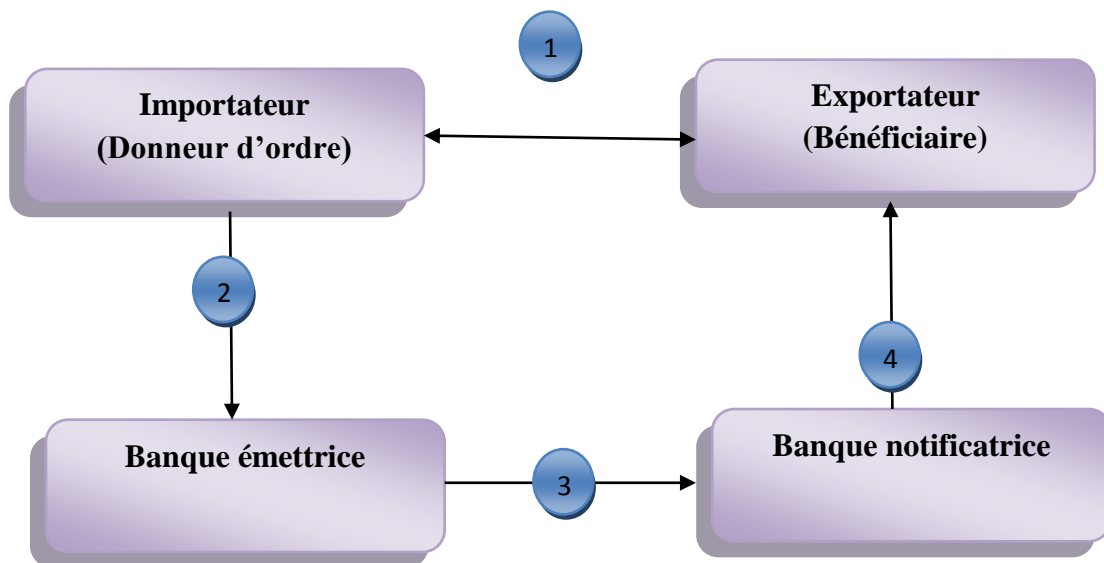 1
Importateur
(Donneur d’ordre)
Exportateur
(Bénéficiaire)
2
4
Banque émettrice
3
Banque notificatrice